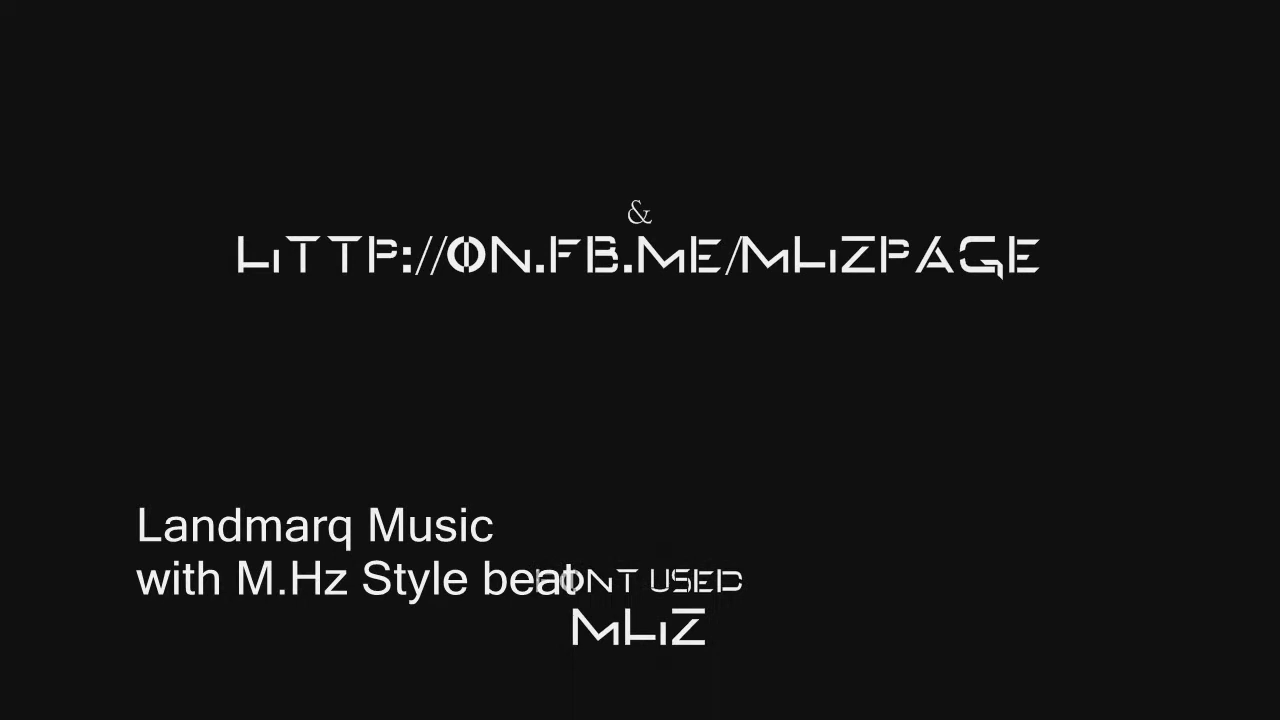 &
HTTP://ON.FB.ME/MHZPAGE
Landmarq Music
with M.Hz Style beat
FONT USED
MHZ